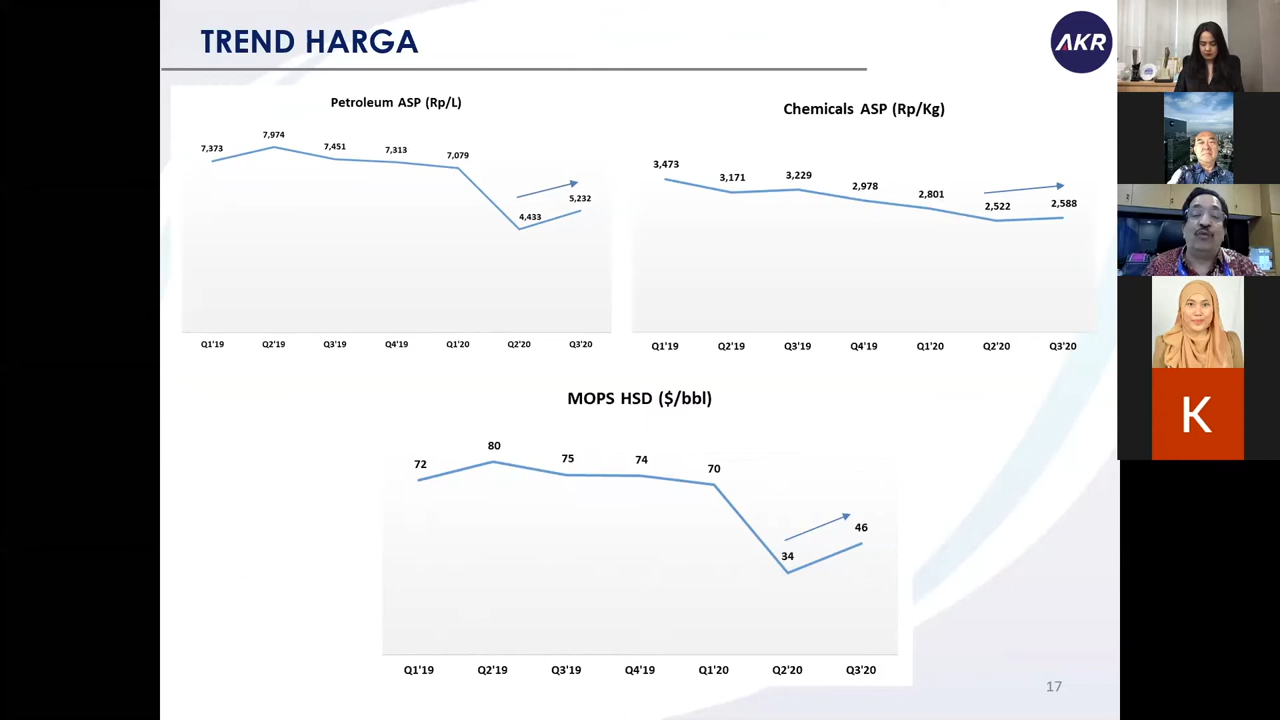 TREND HARGA
AKR
Petroleum ASP (Rp/L)
7,373
7,974
7,451
7,313
7,079
4,433
5,232
Q1'19
Q2'19
Q3'19
Q4'19
Q1'20
Q2'20
Q3'20
Chemicals ASP (Rp/Kg)
3,473
3,171
3,229
2,978
2,801
2,522
2,588
Q1'19
Q2'19
Q3'19
Q4'19
Q1'20
Q2'20
Q3'20
MOPS HSD ($/bbl)
72
80
75
74
70
34
46
Q1'19
Q2'19
Q3'19
Q4'19
Q1'20
Q2'20
Q3'20
17
K